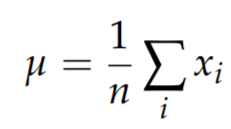 μ = 1/n ∑_i x_i